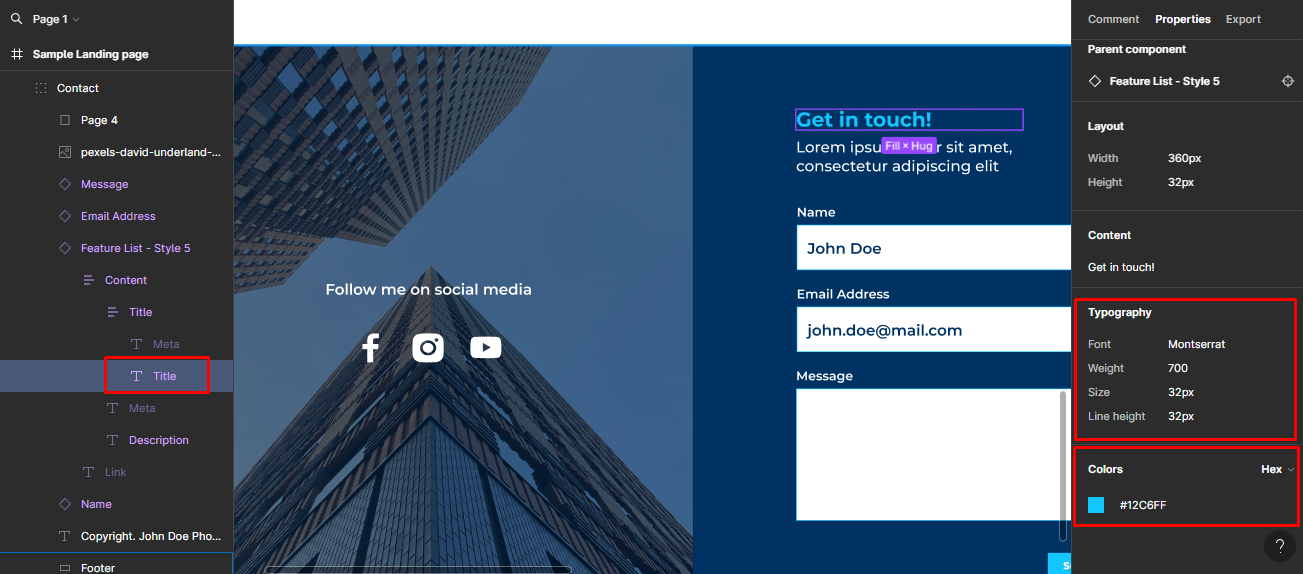 Page 1
Sample Landing page
Contact
Page 4
pexels-david-underland-...
Message
Email Address
Feature List - Style 5
Content
Title
Meta
Title
Meta
Description
Link
Name
Copyright. John Doe Pho...
Footer
Follow me on social media
Get in touch!
Fill × Hug
Lorem ipsu r sit amet,
consectetur adipiscing elit
Name
John Doe
Email Address
john.doe@mail.com
Message
Comment Properties Export
Parent component
Feature List - Style 5
Layout
Width 360px
Height 32px
Content
Get in touch!
Typography
Font Montserrat
Weight 700
Size 32px
Line height 32px
Colors Hex
#12C6FF
?